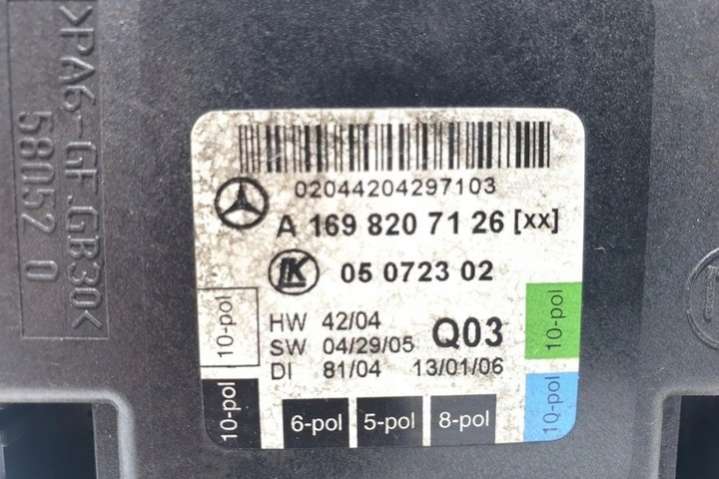 >PA6-GF.GB30<
58052 0
02044204297103
A 169 820 71 26 [xx]
05 0723 02
10-pol
10-pol
HW 42/04
SW 04/29/05
DI 81/04 13/01/06
Q03
10-pol
10-pol
6-pol
5-pol
8-pol